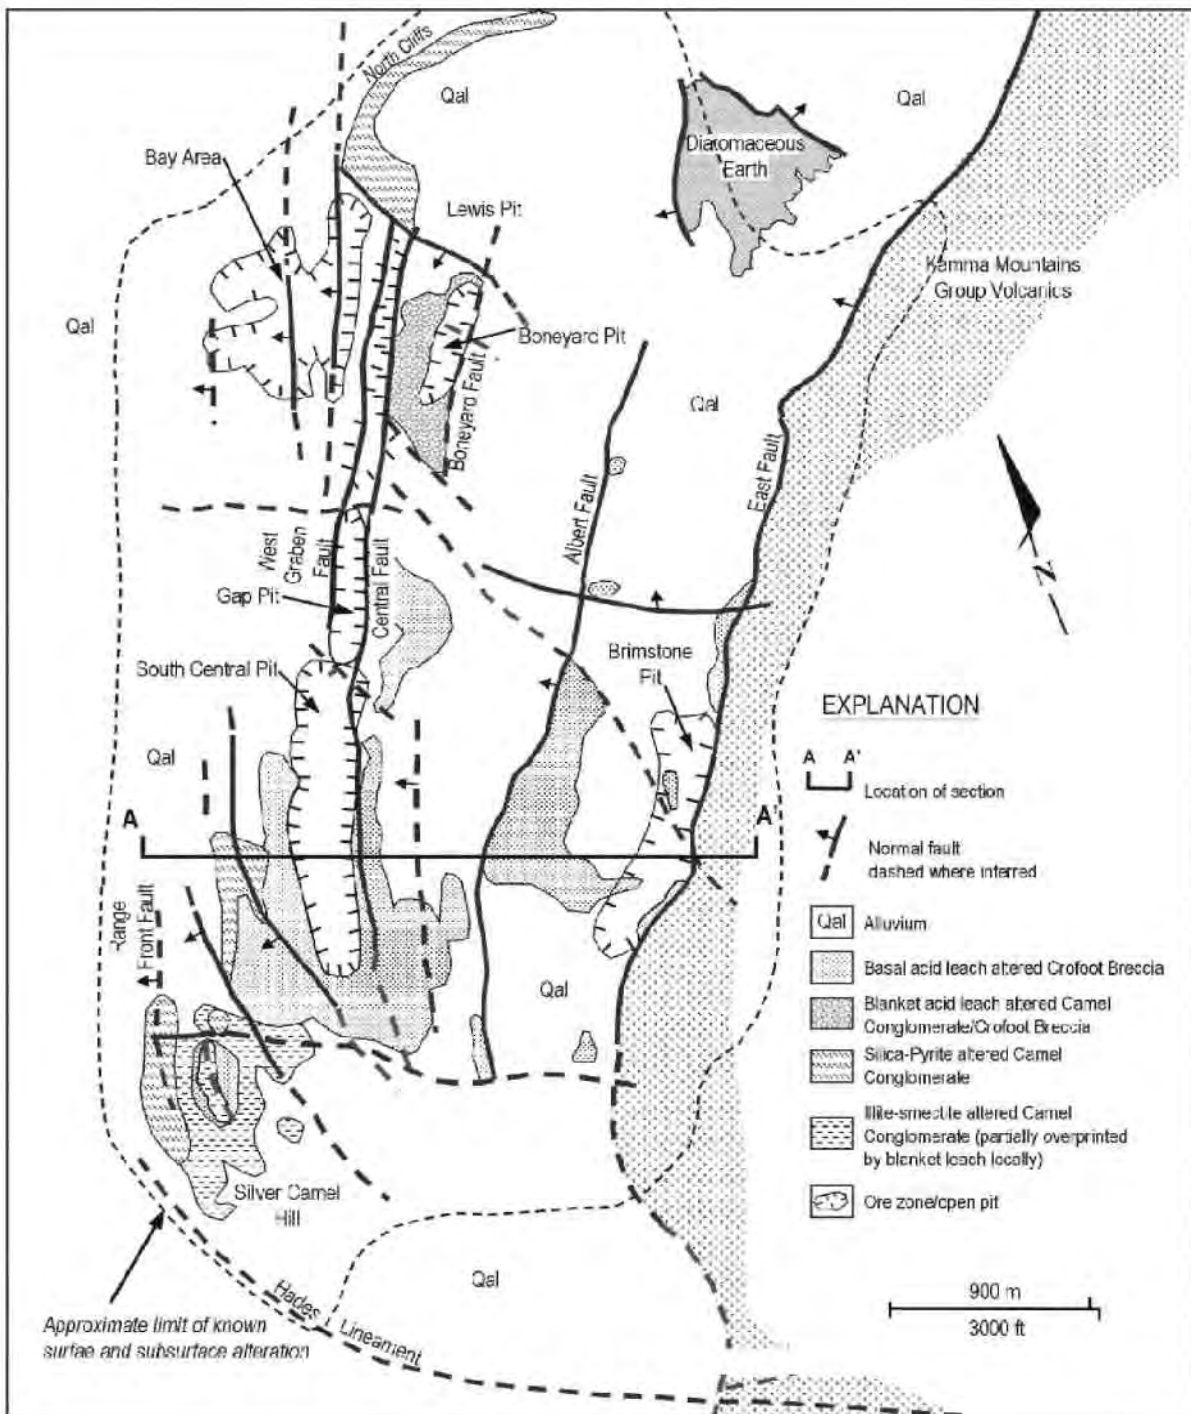 North Cliffs
Qal
Qal
Bay Area
Diatomaceous
Earth
Lewis Pit
Kamma Mountains
Group Volcanics
Qal
Boneyard Pit
Boneyard Fault
Qal
East Fault
Albert Fault
West
Graben
Fault
Central Fault
Gap Pit
N
South Central Pit
Brimstone
Pit
Qal
A
A'
Range
Front Fault
Qal
Silver Camel
Hill
Qal
Hades
Lineament
Approximate limit of known
surfae and subsurface alteration
EXPLANATION
A A'
Location of section
Normal fault
dashed where inferred
Qal Alluvium
Basal acid leach altered Crofoot Breccia
Blanket acid leach altered Camel
Conglomerate/Crofoot Breccia
Silica-Pyrite altered Camel
Conglomerate
Illite-smectite altered Camel
Conglomerate (partially overprinted
by blanket leach locally)
Ore zone/open pit
900 m
3000 ft